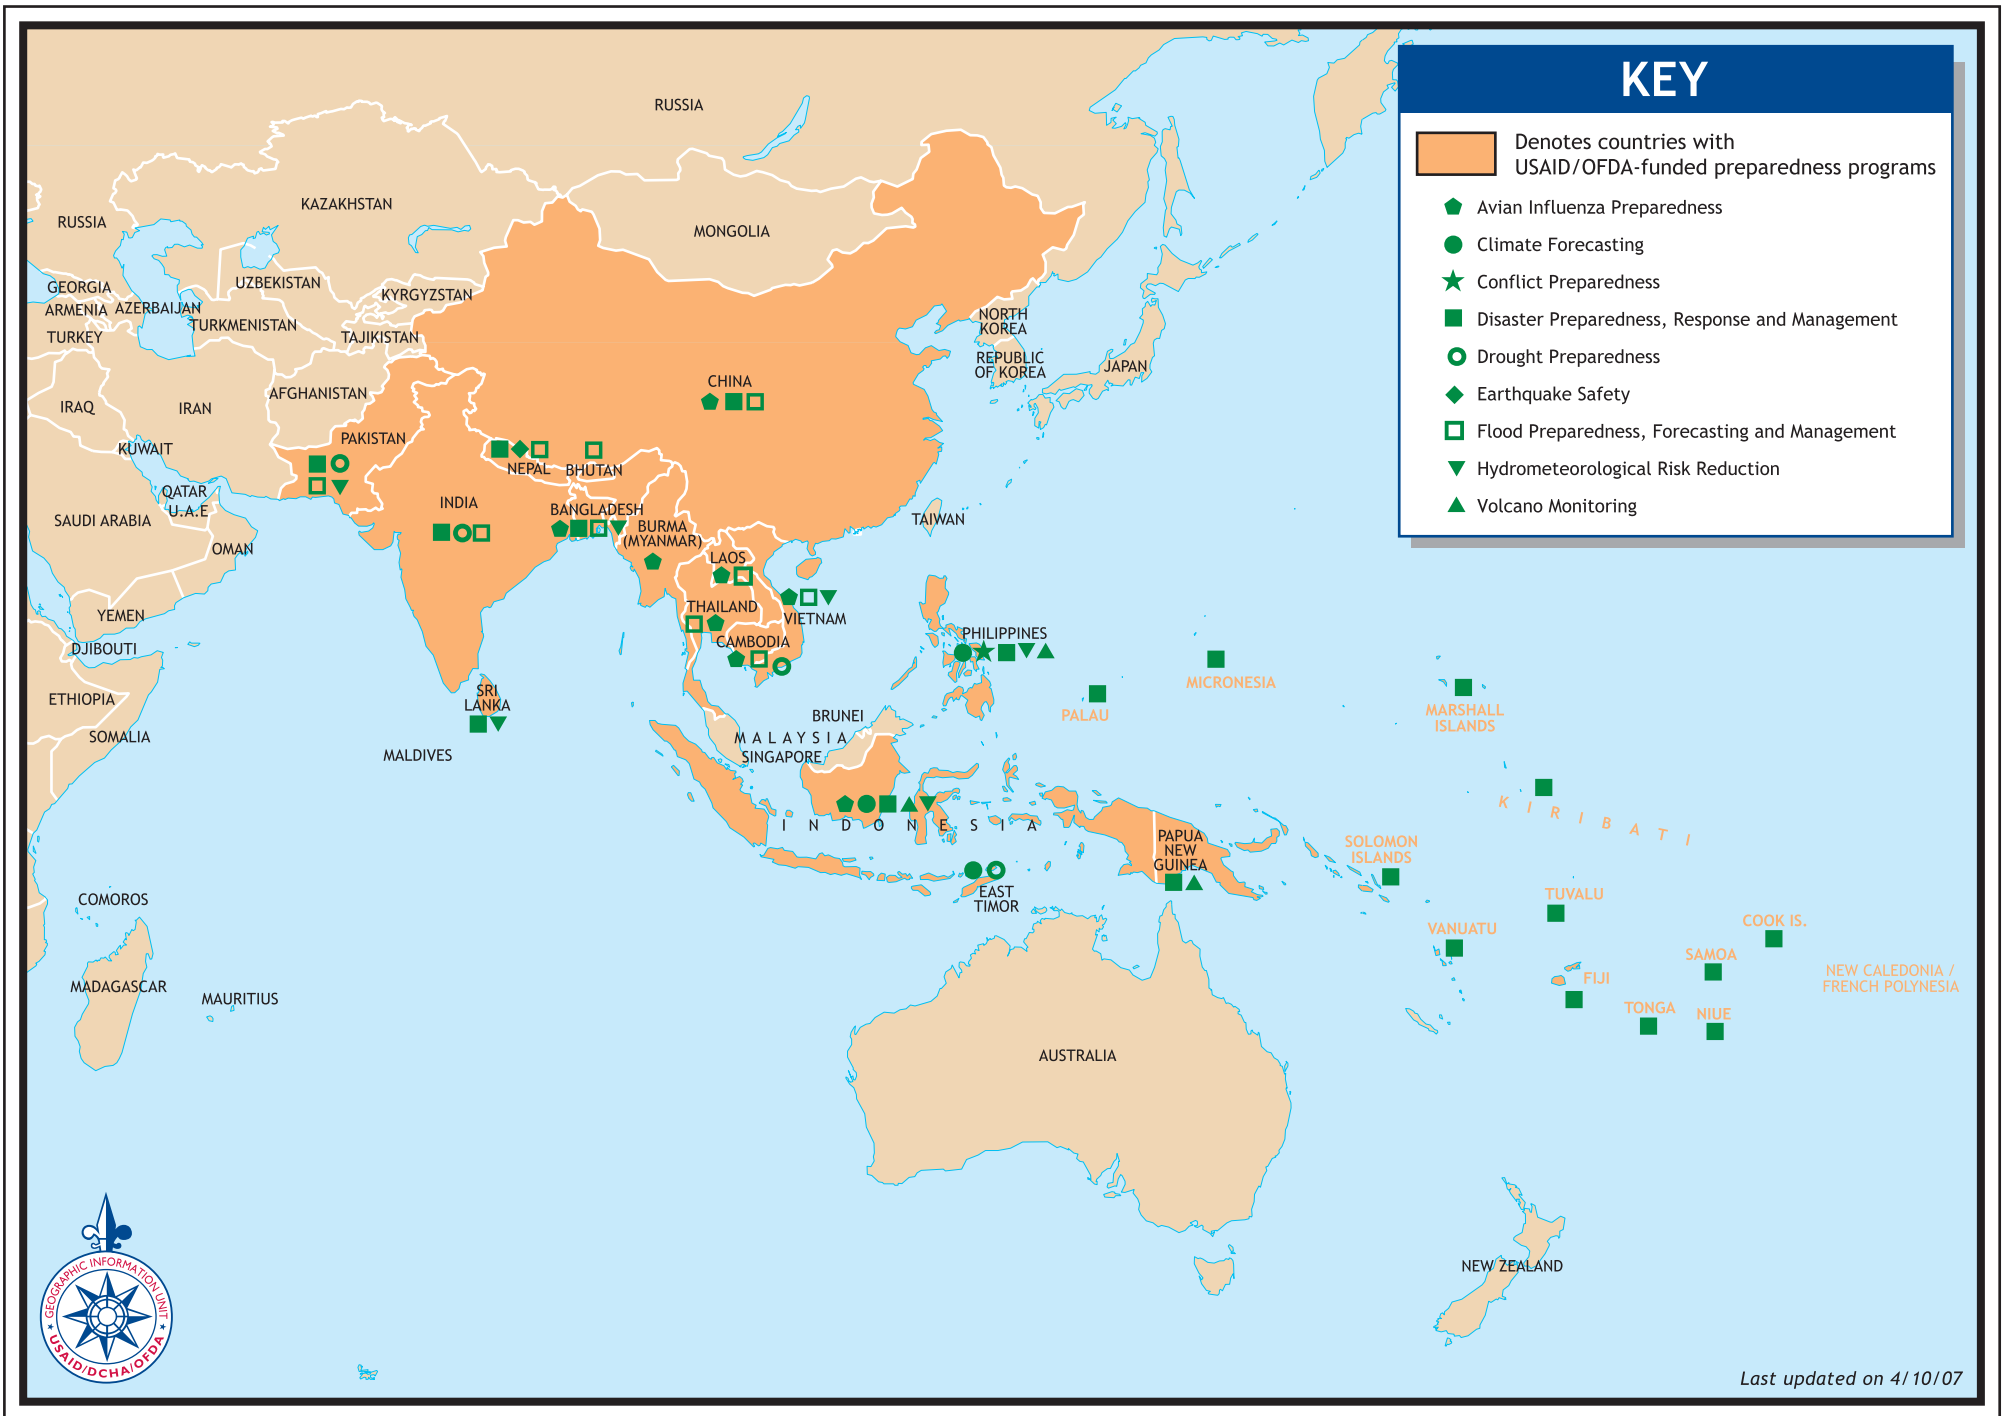 KEY
Denotes countries with
USAID/OFDA-funded preparedness programs
Avian Influenza Preparedness
Climate Forecasting
Conflict Preparedness
Disaster Preparedness, Response and Management
Drought Preparedness
Earthquake Safety
Flood Preparedness, Forecasting and Management
Hydrometeorological Risk Reduction
Volcano Monitoring
RUSSIA
KAZAKHSTAN
RUSSIA
MONGOLIA
GEORGIA
UZBEKISTAN
KYRGYZSTAN
ARMENIA
AZERBAIJAN
TURKMENISTAN
TURKEY
TAJIKISTAN
NORTH
KOREA
REPUBLIC
OF KOREA
JAPAN
CHINA
AFGHANISTAN
IRAQ
IRAN
PAKISTAN
KUWAIT
NEPAL
BHUTAN
QATAR
U.A.E
SAUDI ARABIA
INDIA
BANGLADESH
BURMA
(MYANMAR)
TAIWAN
OMAN
LAOS
YEMEN
THAILAND
VIETNAM
DJIBOUTI
CAMBODIA
PHILIPPINES
ETHIOPIA
SRI
LANKA
MICRONESIA
PALAU
MARSHALL
ISLANDS
SOMALIA
MALDIVES
BRUNEI
MALAYSIA
SINGAPORE
KIRIBATI
INDONESIA
PAPUA
NEW
GUINEA
SOLOMON
ISLANDS
EAST
TIMOR
COMOROS
TUVALU
VANUATU
COOK IS.
SAMOA
FIJI
NEW CALEDONIA /
FRENCH POLYNESIA
TONGA
NIUE
MADAGASCAR
MAURITIUS
AUSTRALIA
NEW ZEALAND
GEOGRAPHIC INFORMATION UNIT
USAID/DCHA/OFDA
Last updated on 4/10/07